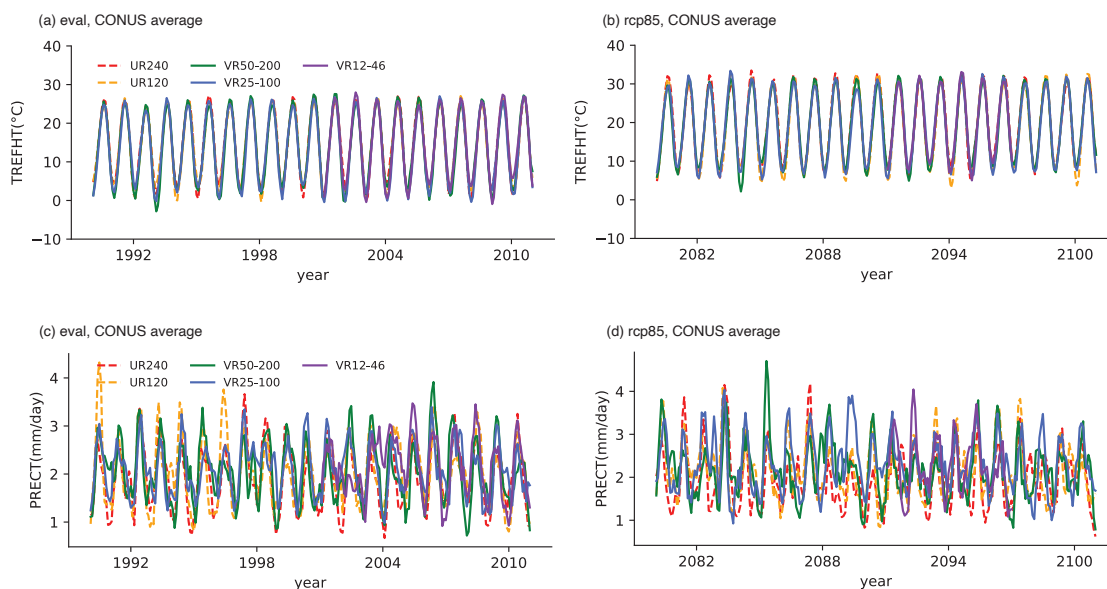 (a) eval, CONUS average
40
30
20
10
0
−10
TREFHT(°C)
UR240
UR120
VR50–200
VR25–100
VR12–46
1992
1998
2004
2010
year
(b) rcp85, CONUS average
40
30
20
10
0
−10
TREFHT(°C)
2082
2088
2094
2100
year
(c) eval, CONUS average
4
3
2
1
PRECT(mm/day)
UR240
UR120
VR50–200
VR25–100
VR12–46
1992
1998
2004
2010
year
(d) rcp85, CONUS average
4
3
2
1
PRECT(mm/day)
2082
2088
2094
2100
year